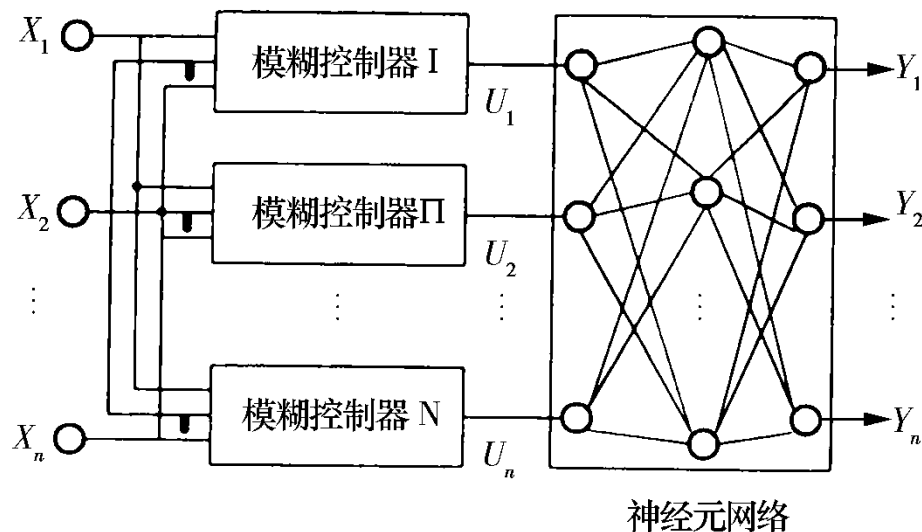 X₁
模糊控制器 I
U₁
Y₁
X₂
模糊控制器Π
U₂
Y₂
⋮ ⋮ ⋮ ⋮ ⋮
Xₙ
模糊控制器 N
Uₙ
Yₙ
神经元网络